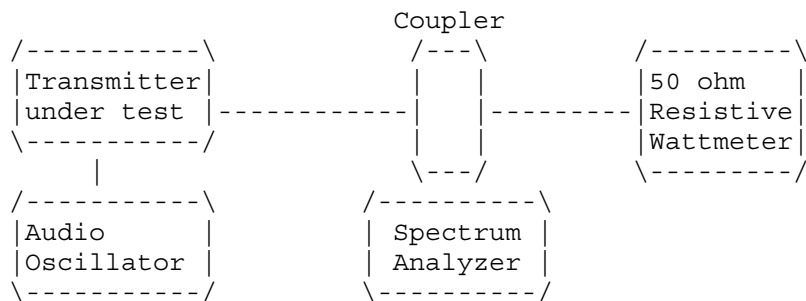 Coupler
Transmitter
under test
50 ohm
Resistive
Wattmeter
Audio
Oscillator
Spectrum
Analyzer